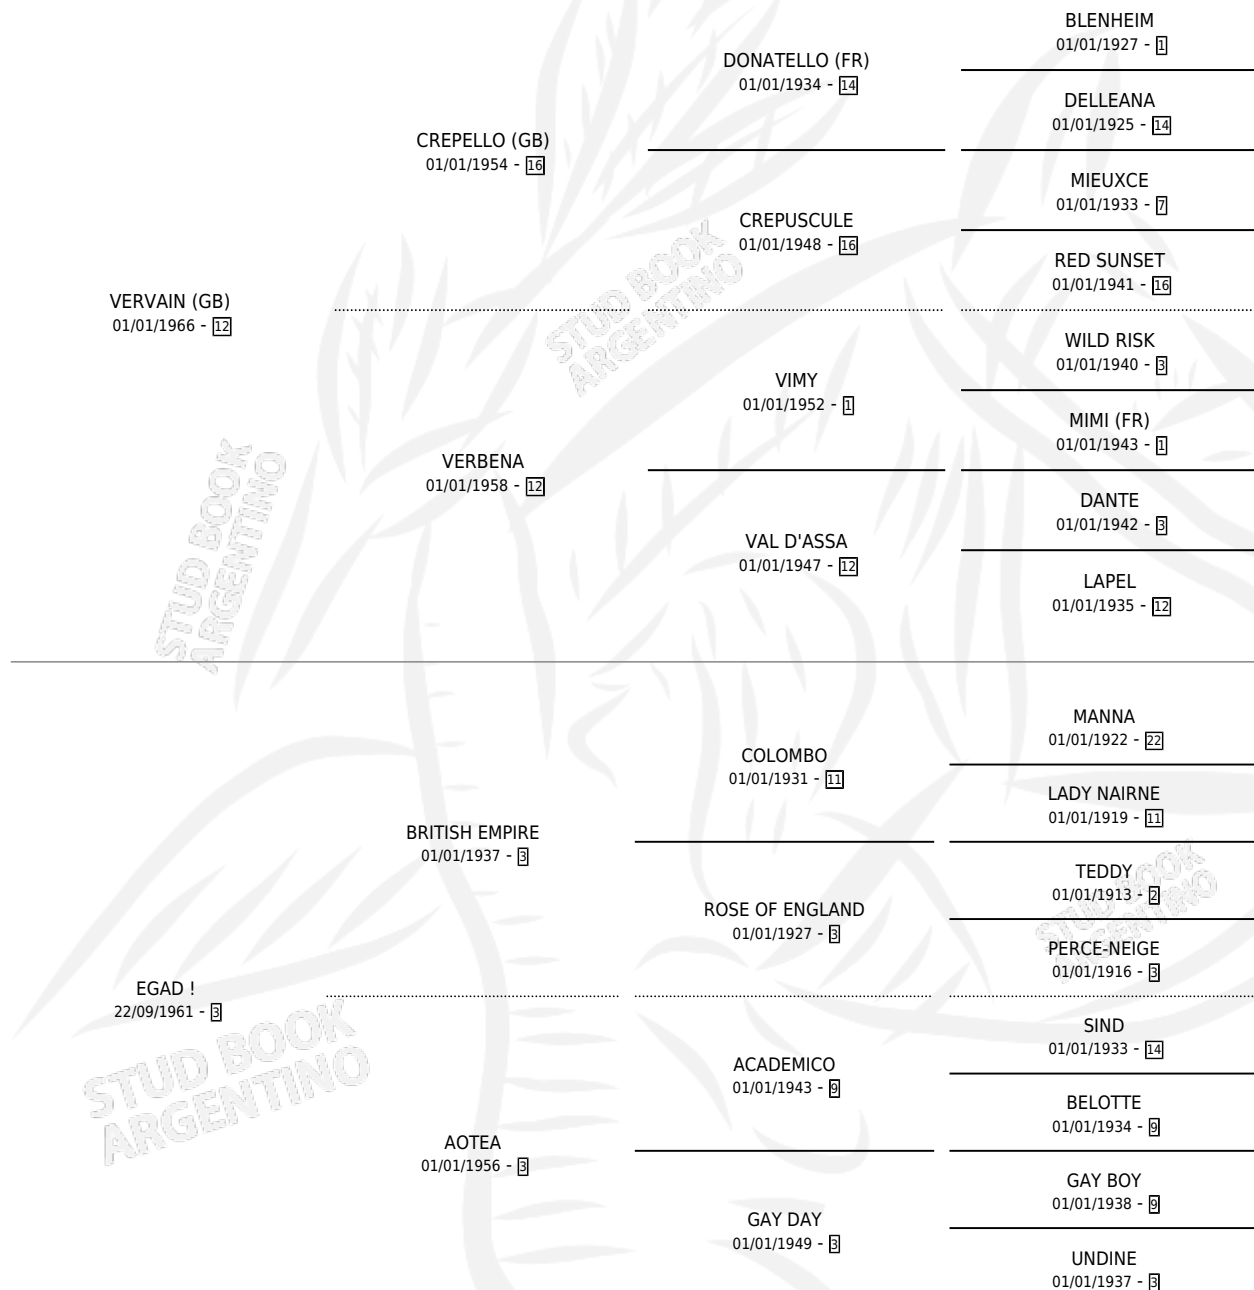 BLENHEIM
01/01/1927 - 1
DONATELLO (FR)
01/01/1934 - 14
DELLEANA
01/01/1925 - 14
CREPELLO (GB)
01/01/1954 - 16
MIEUXCE
01/01/1933 - 7
CREPUSCULE
01/01/1948 - 16
RED SUNSET
01/01/1941 - 16
VERVAIN (GB)
01/01/1966 - 12
STUD BOOK
ARGENTINO
WILD RISK
01/01/1940 - 3
VIMY
01/01/1952 - 1
MIMI (FR)
01/01/1943 - 1
VERBENA
01/01/1958 - 12
DANTE
01/01/1942 - 3
VAL D'ASSA
01/01/1947 - 12
LAPEL
01/01/1935 - 12
STUD BOOK
ARGENTINO
MANNA
01/01/1922 - 22
COLOMBO
01/01/1931 - 11
LADY NAIRNE
01/01/1919 - 11
BRITISH EMPIRE
01/01/1937 - 3
TEDDY
01/01/1913 - 2
ROSE OF ENGLAND
01/01/1927 - 3
STUD BOOK
ARGENTINO
PERCE-NEIGE
01/01/1916 - 3
EGAD !
22/09/1961 - 3
SIND
01/01/1933 - 14
STUD BOOK
ARGENTINO
ACADEMICO
01/01/1943 - 9
BELOTTE
01/01/1934 - 9
AOTEA
01/01/1956 - 3
GAY BOY
01/01/1938 - 9
GAY DAY
01/01/1949 - 3
UNDINE
01/01/1937 - 3